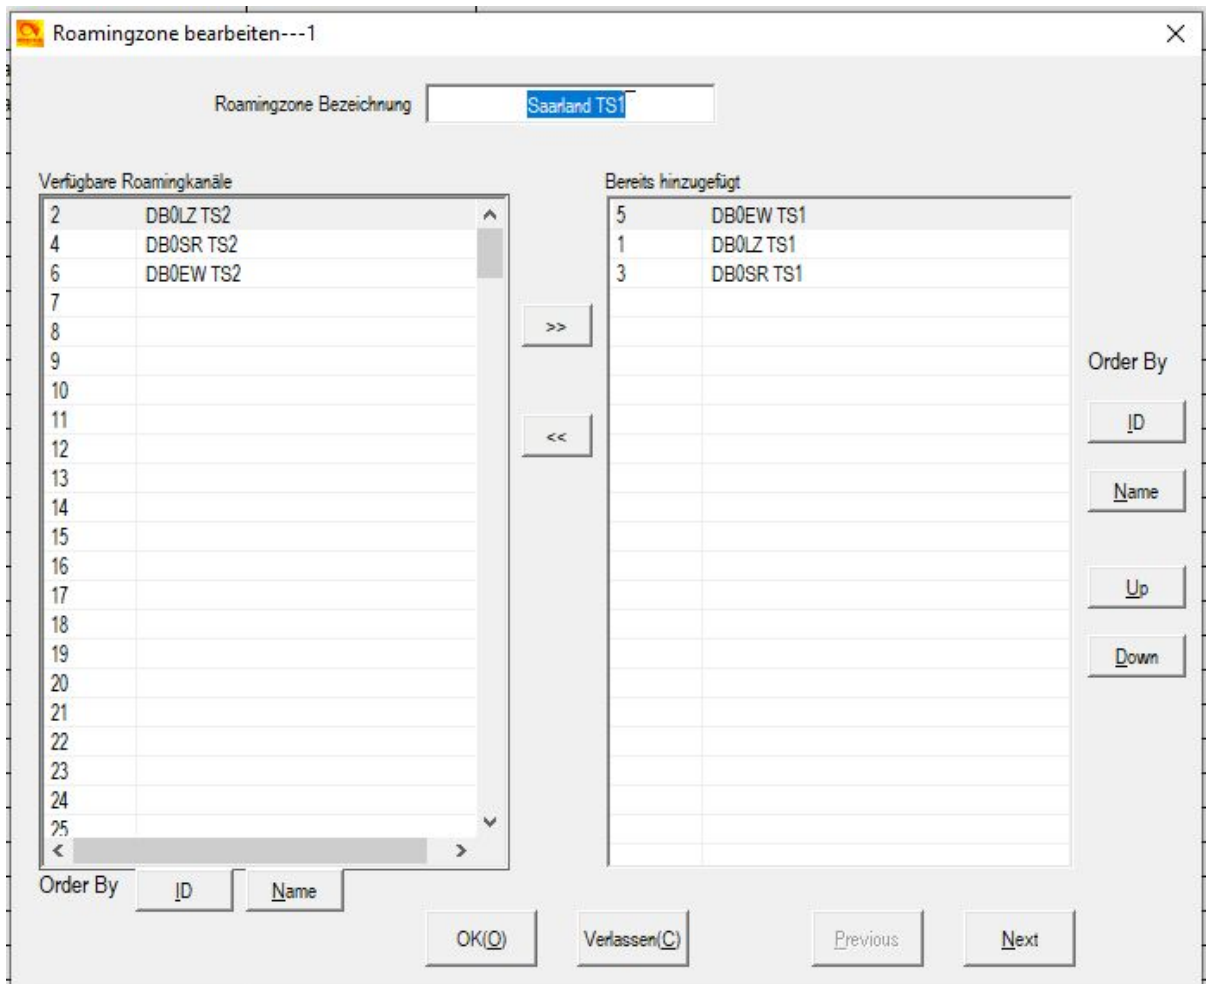 Roamingzone bearbeiten---1
Roamingzone Bezeichnung Saarland TS1
Verfügbare Roamingkanäle
2 DB0LZ TS2
4 DB0SR TS2
6 DB0EW TS2
7
8
9
10
11
12
13
14
15
16
17
18
19
20
21
22
23
24
25
Order By ID Name
>>
<<
Bereits hinzugefügt
5 DB0EW TS1
1 DB0LZ TS1
3 DB0SR TS1
Order By
ID
Name
Up
Down
OK(O) Verlassen(C) Previous Next